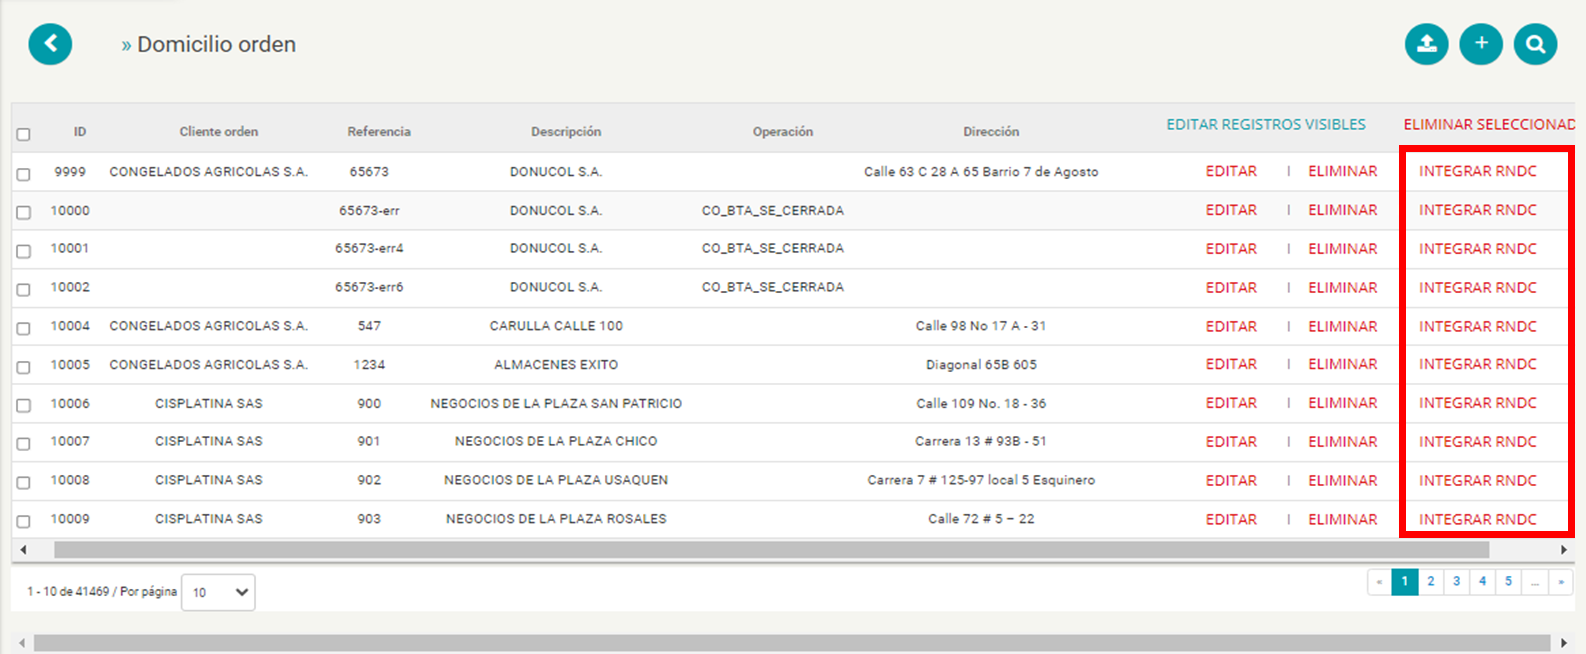 » Domicilio orden
ID Cliente orden Referencia Descripción Operación Dirección EDITAR REGISTROS VISIBLES ELIMINAR SELECCIONAD
9999 CONGELADOS AGRICOLAS S.A. 65673 DONUCOL S.A. Calle 63 C 28 A 65 Barrio 7 de Agosto EDITAR | ELIMINAR INTEGRAR RNDC
10000 65673-err DONUCOL S.A. CO_BTA_SE_CERRADA EDITAR | ELIMINAR INTEGRAR RNDC
10001 65673-err4 DONUCOL S.A. CO_BTA_SE_CERRADA EDITAR | ELIMINAR INTEGRAR RNDC
10002 65673-err6 DONUCOL S.A. CO_BTA_SE_CERRADA EDITAR | ELIMINAR INTEGRAR RNDC
10004 CONGELADOS AGRICOLAS S.A. 547 CARULLA CALLE 100 Calle 98 No 17 A - 31 EDITAR | ELIMINAR INTEGRAR RNDC
10005 CONGELADOS AGRICOLAS S.A. 1234 ALMACENES EXITO Diagonal 65B 605 EDITAR | ELIMINAR INTEGRAR RNDC
10006 CISPLATINA SAS 900 NEGOCIOS DE LA PLAZA SAN PATRICIO Calle 109 No. 18 - 36 EDITAR | ELIMINAR INTEGRAR RNDC
10007 CISPLATINA SAS 901 NEGOCIOS DE LA PLAZA CHICO Carrera 13 # 93B - 51 EDITAR | ELIMINAR INTEGRAR RNDC
10008 CISPLATINA SAS 902 NEGOCIOS DE LA PLAZA USAQUEN Carrera 7 # 125-97 local 5 Esquinero EDITAR | ELIMINAR INTEGRAR RNDC
10009 CISPLATINA SAS 903 NEGOCIOS DE LA PLAZA ROSALES Calle 72 # 5 – 22 EDITAR | ELIMINAR INTEGRAR RNDC
1 - 10 de 41469 / Por página 10 « 1 2 3 4 5 ... »